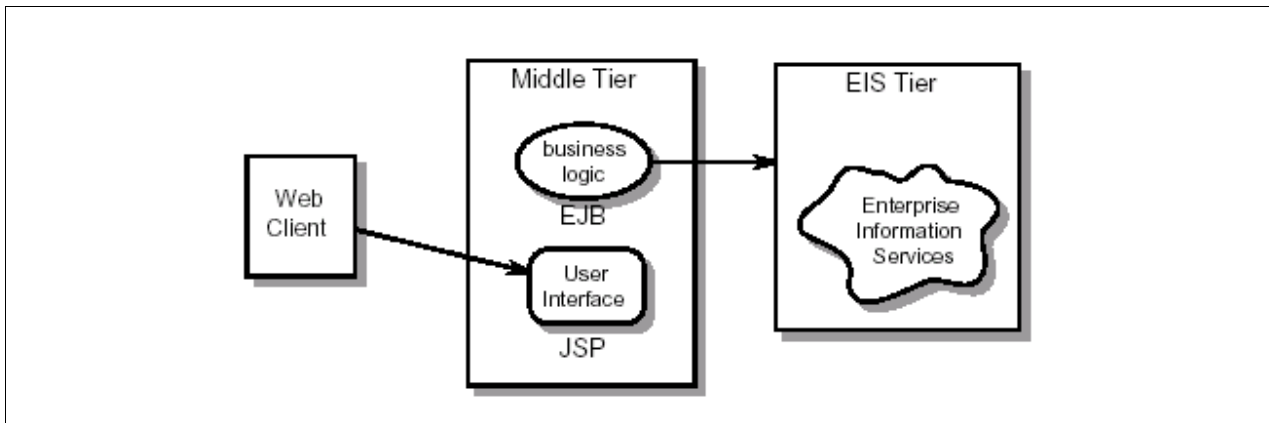 Web
Client
Middle Tier
business
logic
EJB
User
Interface
JSP
EIS Tier
Enterprise
Information
Services